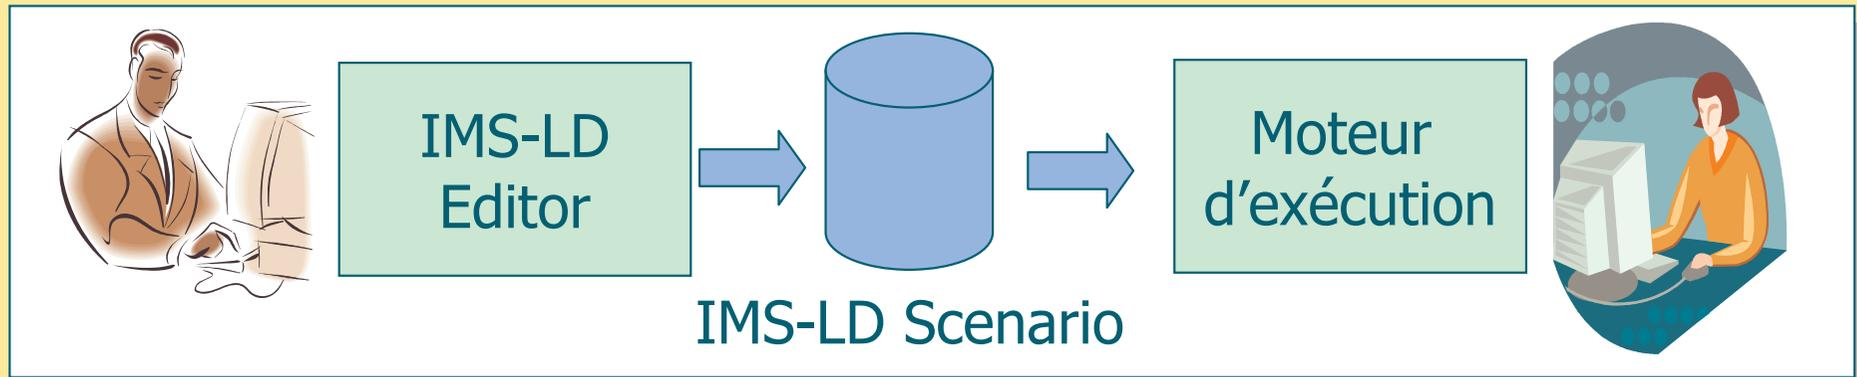 IMS-LD
Editor
Moteur
d’exécution
IMS-LD Scenario